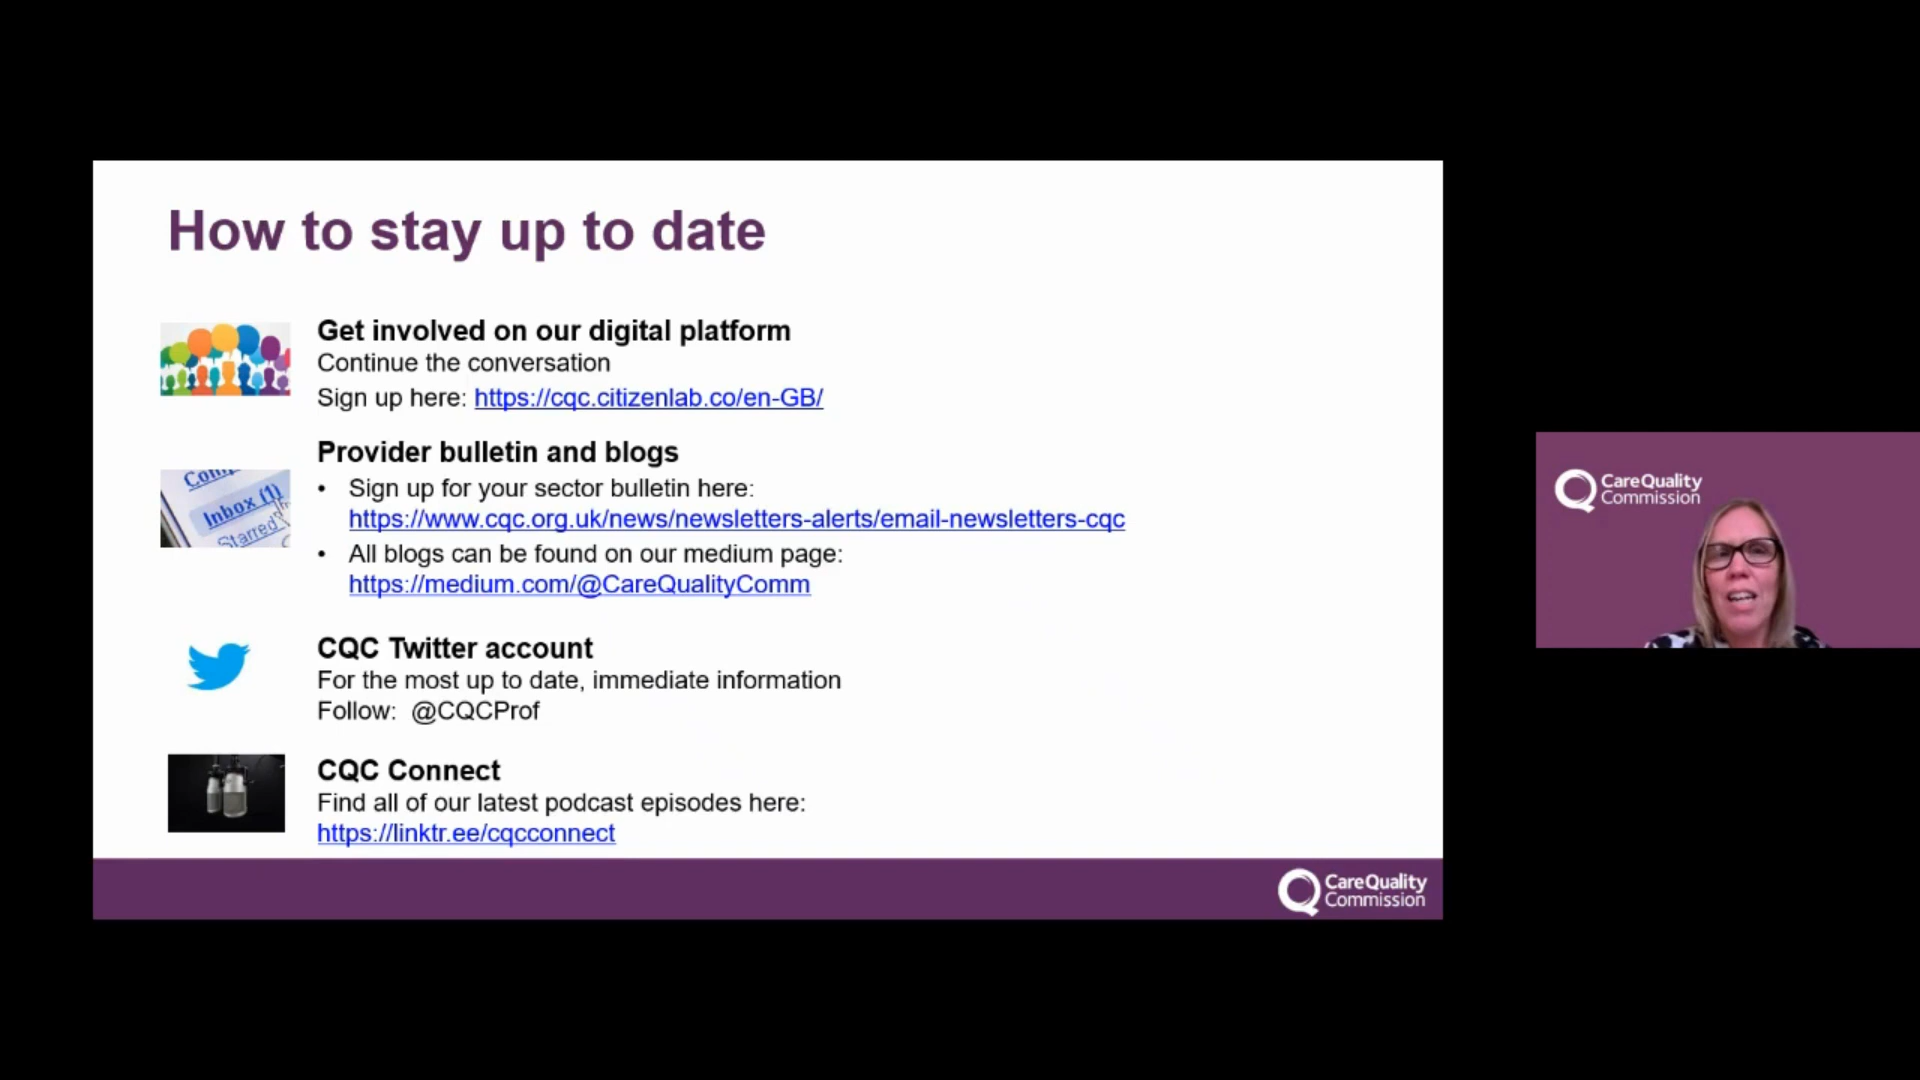 How to stay up to date
Get involved on our digital platform
Continue the conversation
Sign up here: https://cqc.citizenlab.co/en-GB/
Provider bulletin and blogs
• Sign up for your sector bulletin here:
https://www.cqc.org.uk/news/newsletters-alerts/email-newsletters-cqc
• All blogs can be found on our medium page:
https://medium.com/@CareQualityComm
Inbox (1)
Starred
CQC Twitter account
For the most up to date, immediate information
Follow: @CQCProf
CQC Connect
Find all of our latest podcast episodes here:
https://linktr.ee/cqcconnect
CareQuality
Commission
CareQuality
Commission